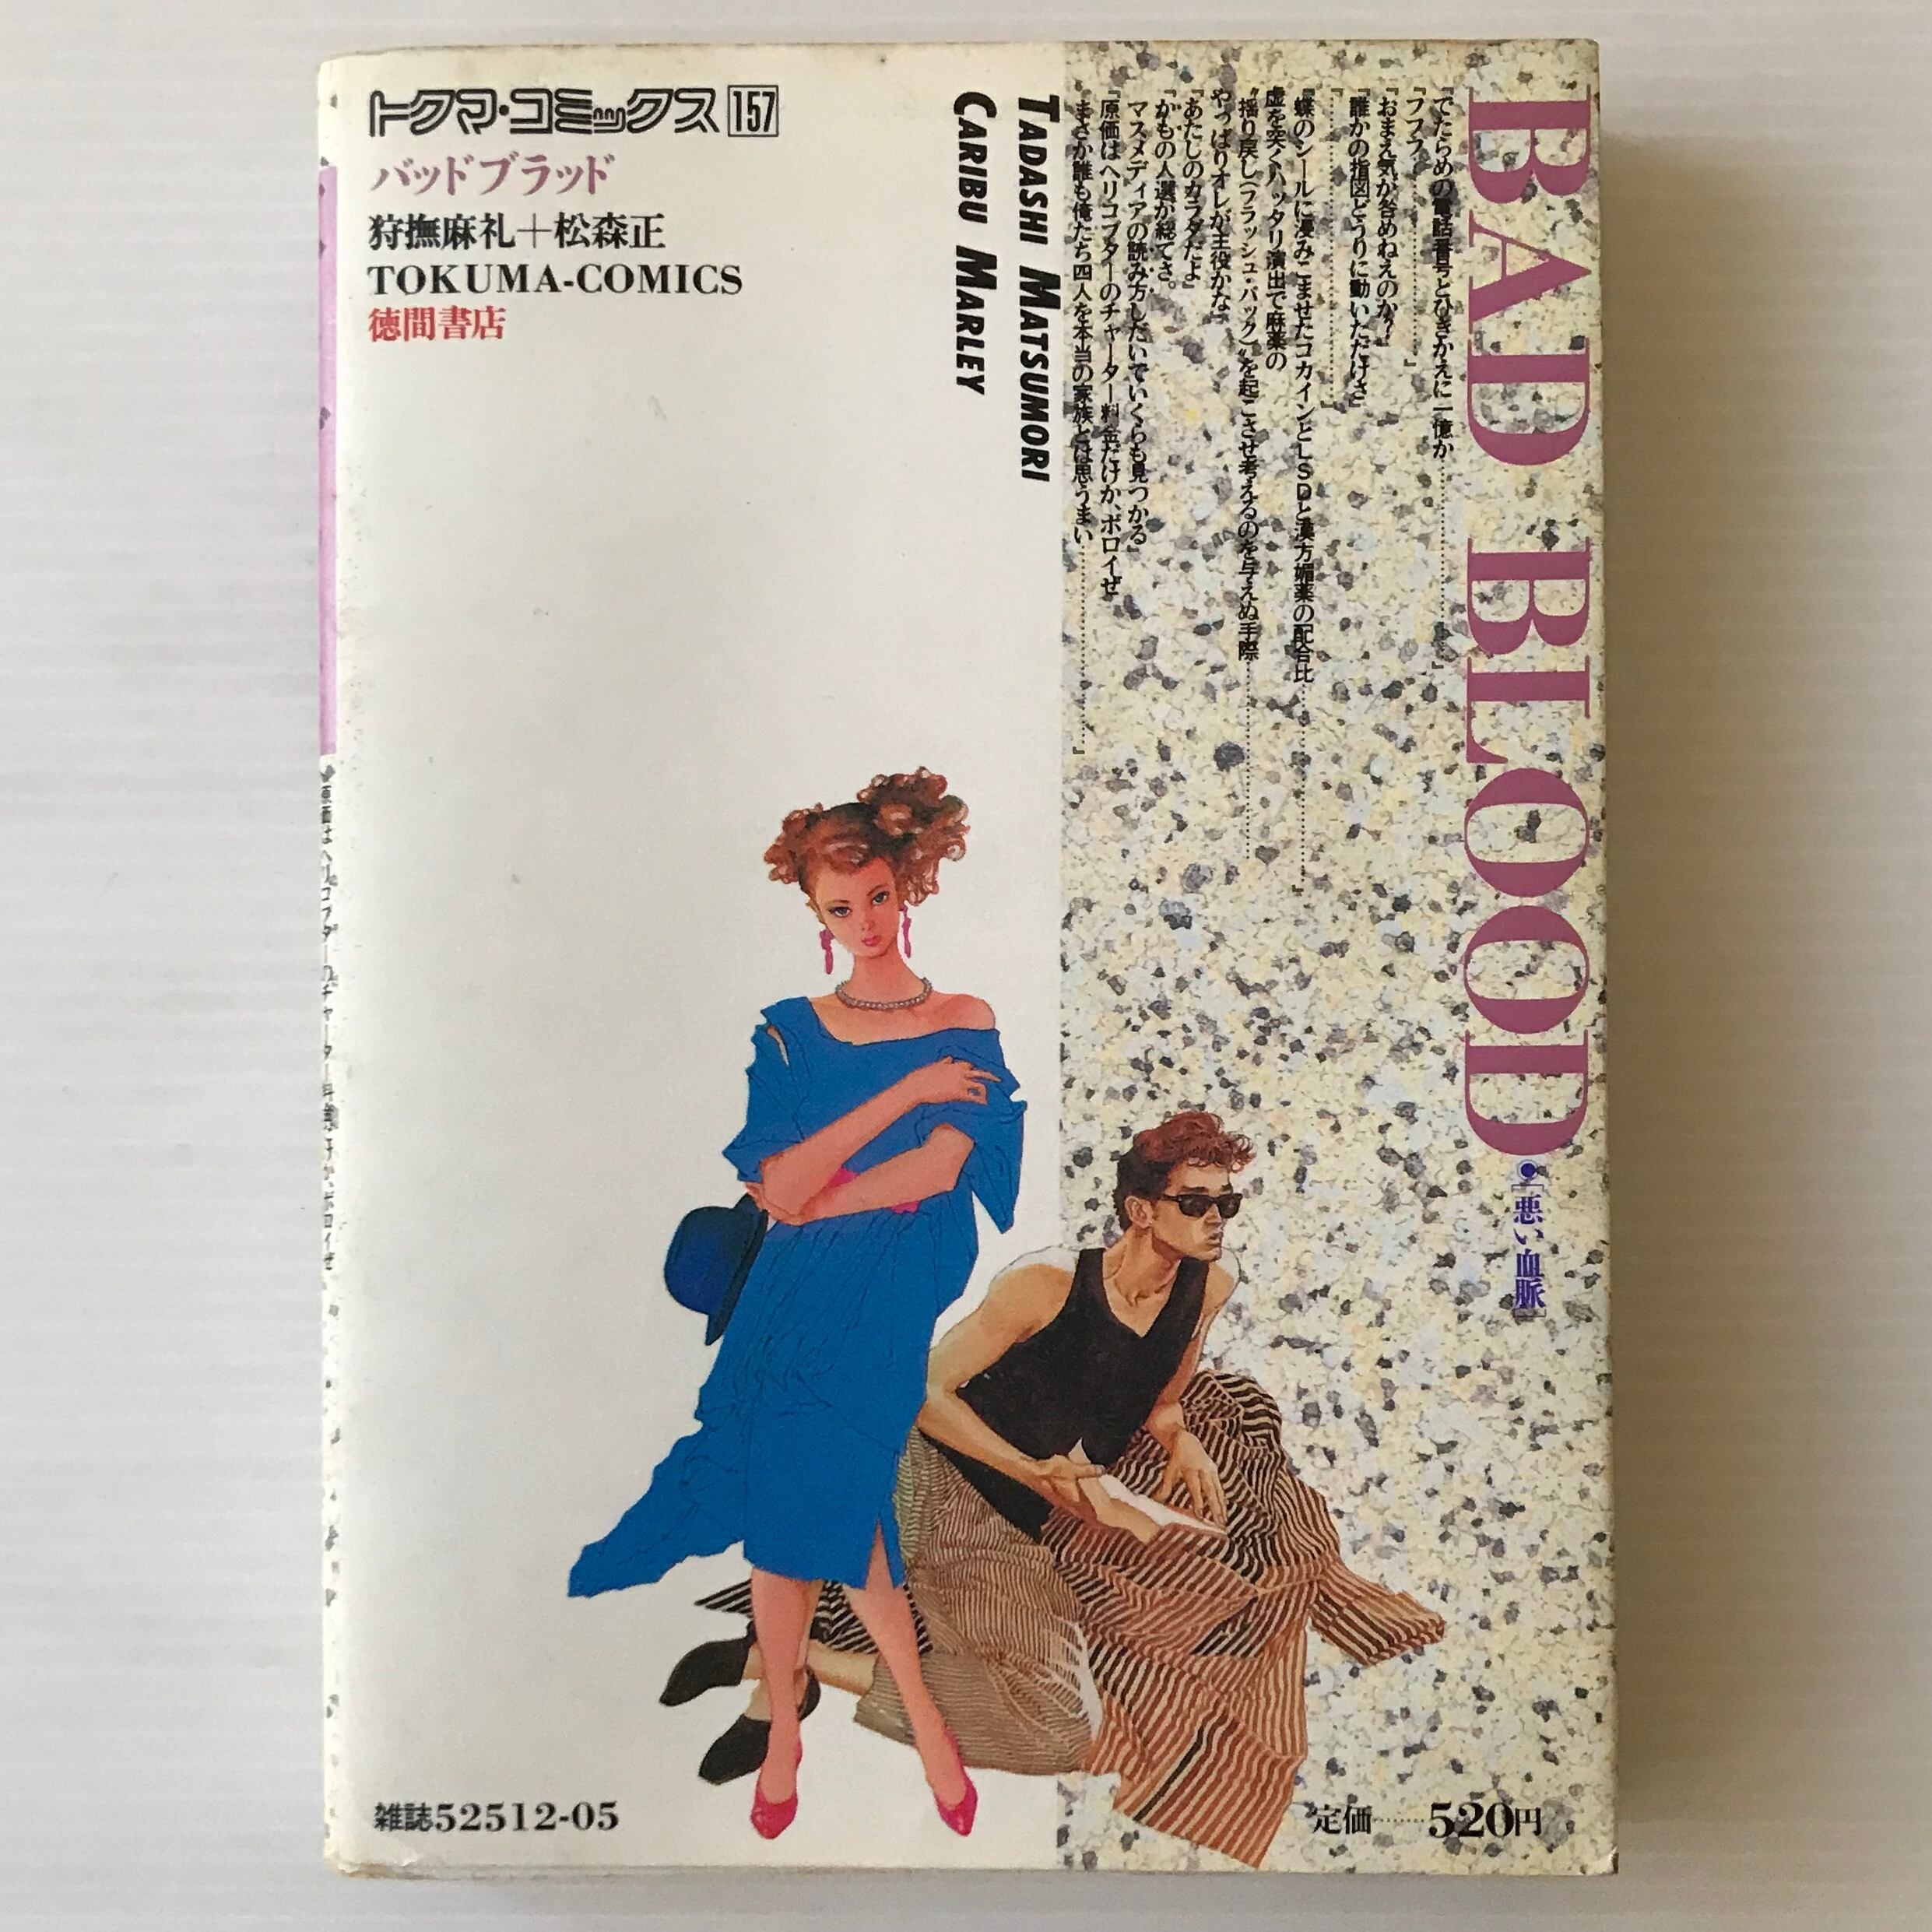 トクマ・コミックス 157
バッドブラッド
狩撫麻礼+松森正
TOKUMA-COMICS
徳間書店
BAD BLOOD
●[悪い血脈]
『でたらめの電話番号とひきかえに一億か…………』
『フフフ…………』
『おまえ気が咎めねえのか?』
『誰かの指図どうりに動いただけさ』
『…………』
『蝶のシールに浸みこませたコカインとLSDと漢方媚薬の配合比…………』
虚を突くハッタリ演出で麻薬の
"揺り戻し(フラッシュ・バック)"を起こさせ考えるのを与えぬ手際…………
やっぱりオレが主役かな』
『あたしのカラダだよ』
『かもの人選が総てさ。
マスメディアの読み方しだいでいくらも見つかる』
『原価はヘリコプターのチャーター料金だけか、ボロイぜ
『まさか誰も俺たち四人を本当の家族とは思うまい…………』
TADASHI MATSUMORI
CARIBU MARLEY
雑誌52512-05
定価……520円